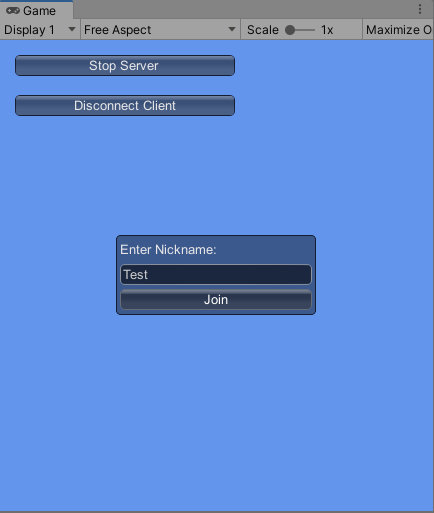 Game
Display 1 Free Aspect Scale 1x Maximize O
Stop Server
Disconnect Client
Enter Nickname:
Test
Join